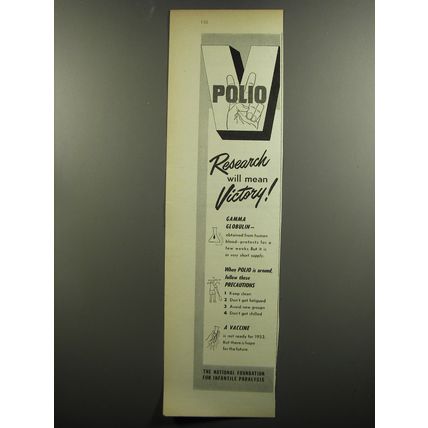 POLIO
Research
will mean
Victory!
GAMMA
GLOBULIN—
obtained from human
blood-protects for a
few weeks. But it is
in very short supply.
When POLIO is around,
follow these
PRECAUTIONS
1 Keep clean
2 Don't get fatigued
3 Avoid new groups
4 Don't get chilled
A VACCINE
is not ready for 1953.
But there is hope
for the future.
THE NATIONAL FOUNDATION
FOR INFANTILE PARALYSIS